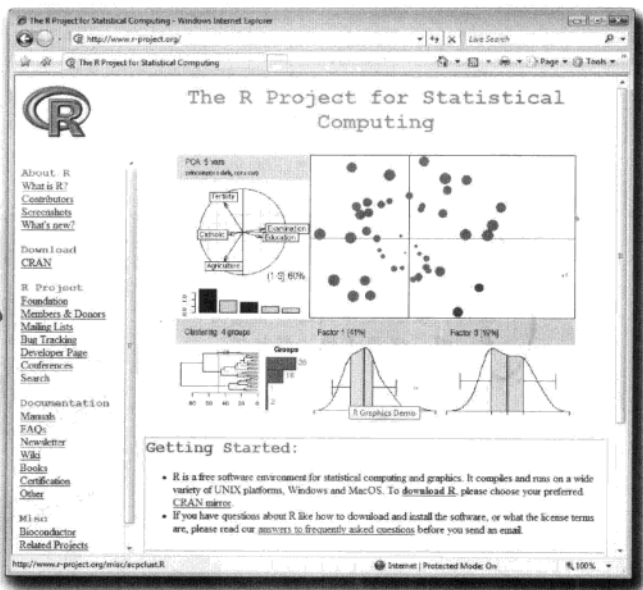 The R Project for Statistical Computing - Windows Internet Explorer
http://www.r-project.org/
Live Search
The R Project for Statistical Computing
Page
Tools
R
The R Project for Statistical
Computing
About R
What is R?
Contributors
Screenshots
What's new?
Download
CRAN
R Project
Foundation
Members & Donors
Mailing Lists
Bug Tracking
Developer Page
Conferences
Search
Documentation
Manuals
FAQs
Newsletter
Wiki
Books
Certification
Other
Misc
Bioconductor
Related Projects
PCA 5 vars
Fertility
Catholic
Examination
Education
Agriculture
(1-3) 60%
Clustering 4 groups
Factor 1 [41%]
Factor 3 [19%]
Groups
R Graphics Demo
Getting Started:
• R is a free software environment for statistical computing and graphics. It compiles and runs on a wide
variety of UNIX platforms, Windows and MacOS. To download R, please choose your preferred
CRAN mirror.
• If you have questions about R like how to download and install the software, or what the license terms
are, please read our answers to frequently asked questions before you send an email.
http://www.r-project.org/misc/acpclust.R
Internet | Protected Mode: On
100%